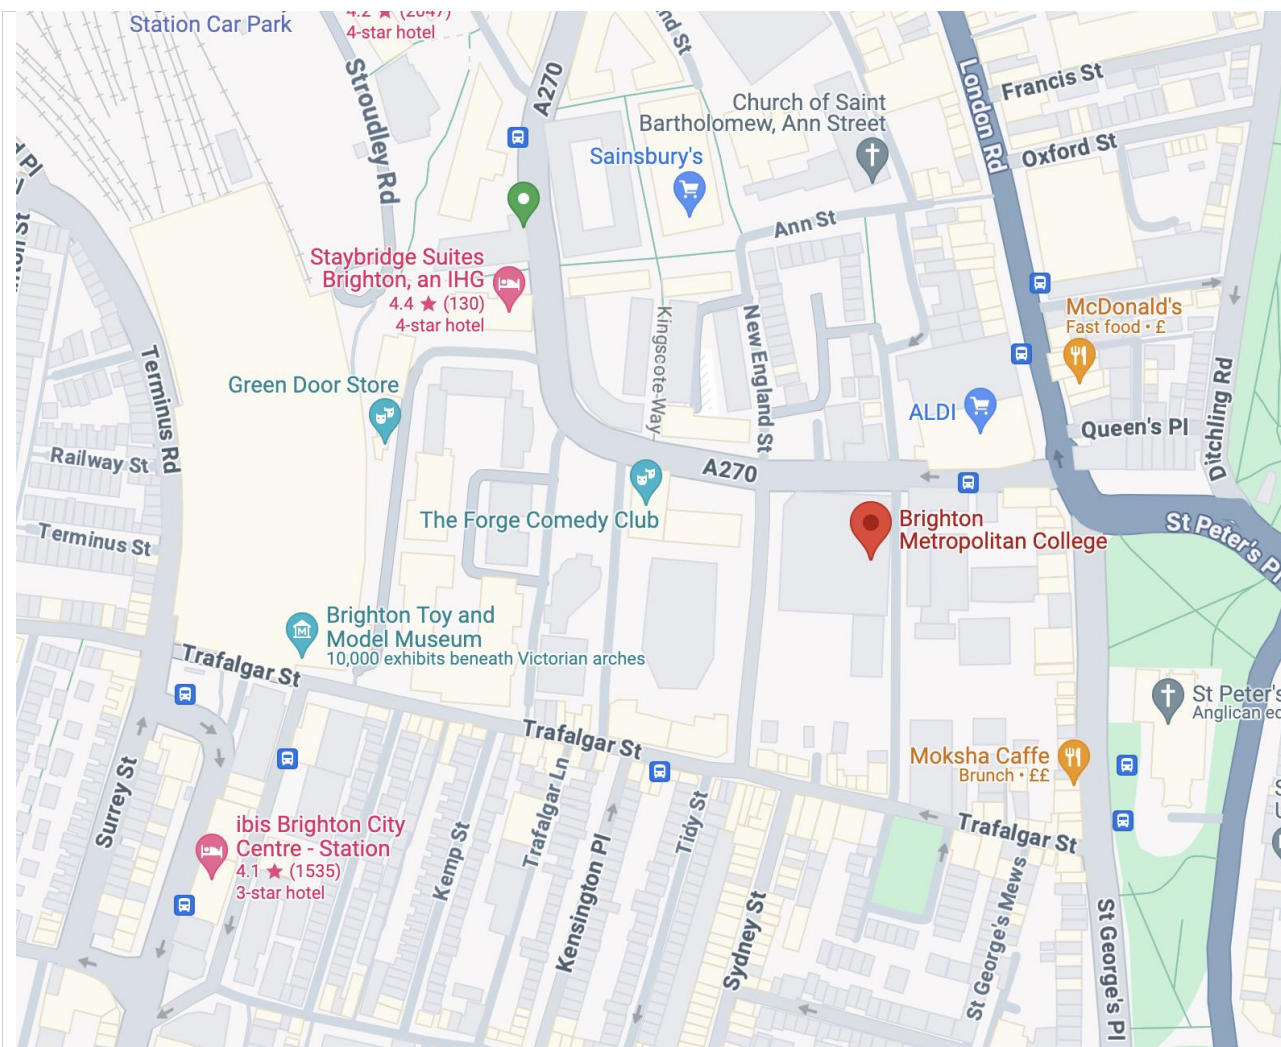 Station Car Park
4.2 ★ (2047)
4-star hotel
Stroudley Rd
A270
nd St
London Rd
Francis St
Oxford St
Church of Saint
Bartholomew, Ann Street
Sainsbury's
Ann St
d Pl
Staybridge Suites
Brighton, an IHG
4.4 ★ (130)
4-star hotel
McDonald's
Fast food • £
Kingscote Way
New England St
Terminus Rd
Green Door Store
ALDI
Queen's Pl
Ditchling Rd
Railway St
A270
The Forge Comedy Club
Brighton
Metropolitan College
St Peter's Pl
Terminus St
Brighton Toy and
Model Museum
10,000 exhibits beneath Victorian arches
Trafalgar St
Trafalgar St
St Peter's
Anglican
Moksha Caffe
Brunch • ££
Surrey St
ibis Brighton City
Centre - Station
4.1 ★ (1535)
3-star hotel
Kemp St
Trafalgar Ln
Kensington Pl
Tidy St
Sydney St
Trafalgar St
St George's Mews
St George's Pl